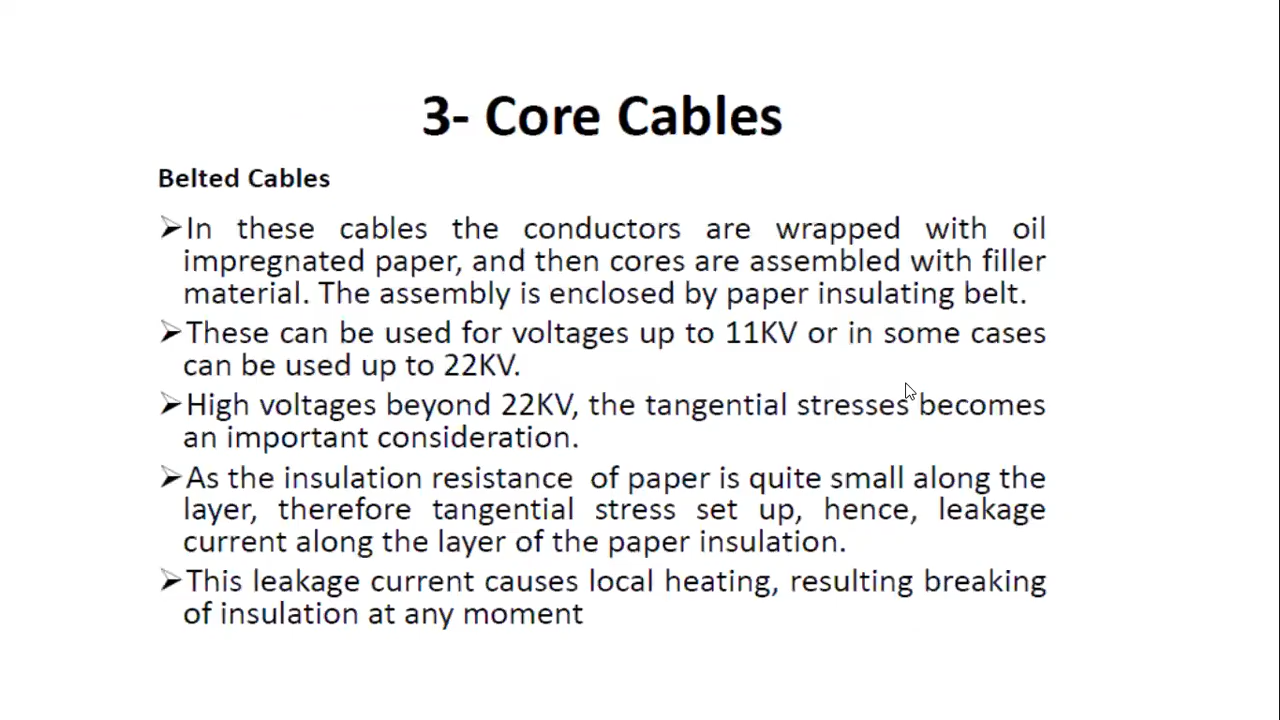 3- Core Cables
Belted Cables
➢In these cables the conductors are wrapped with oil
impregnated paper, and then cores are assembled with filler
material. The assembly is enclosed by paper insulating belt.
➢These can be used for voltages up to 11KV or in some cases
can be used up to 22KV.
➢High voltages beyond 22KV, the tangential stresses becomes
an important consideration.
➢As the insulation resistance of paper is quite small along the
layer, therefore tangential stress set up, hence, leakage
current along the layer of the paper insulation.
➢This leakage current causes local heating, resulting breaking
of insulation at any moment